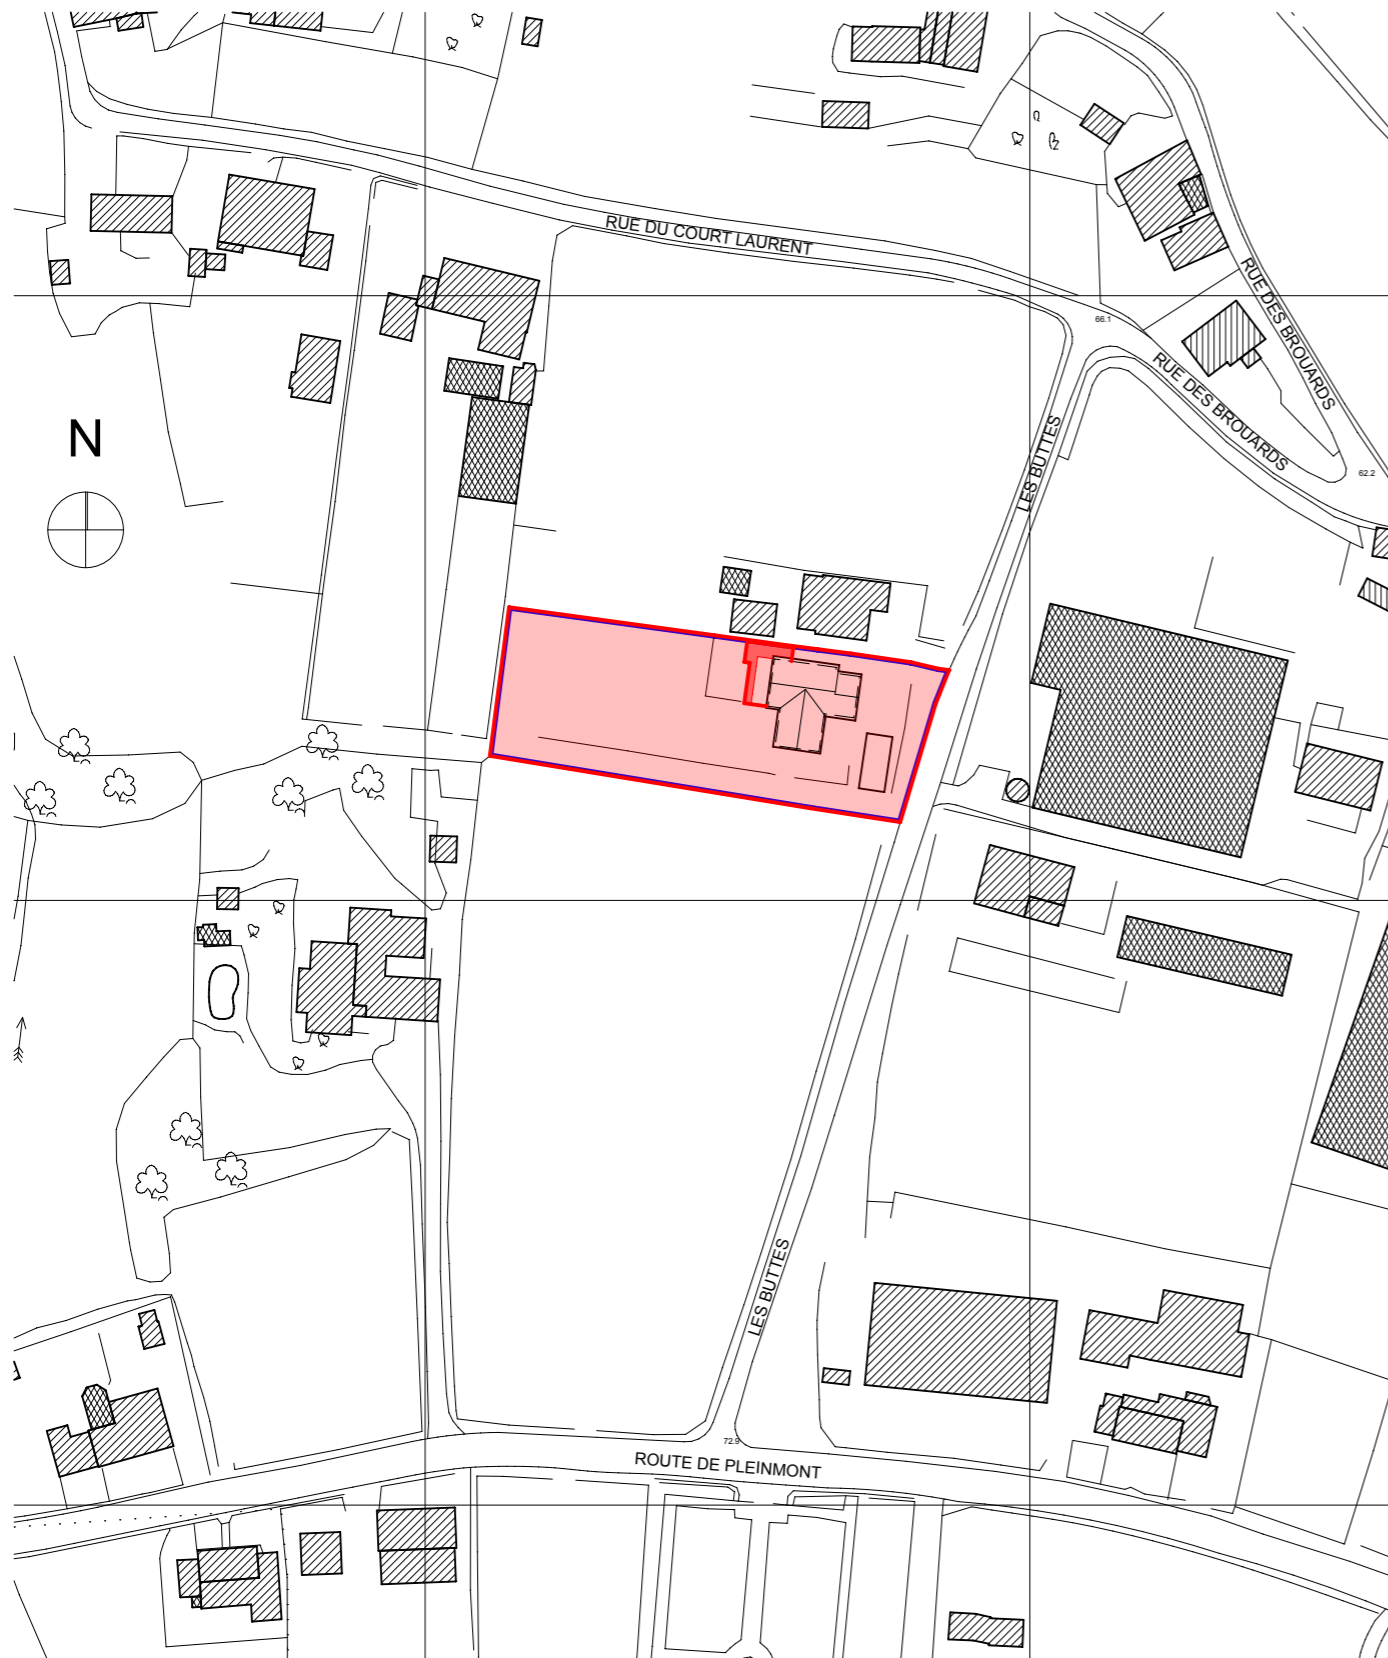 RUE DU COURT LAURENT
RUE DES BROUARDS
66.1
RUE DES BROUARDS
N
LES BUTTES
62.2
LES BUTTES
72.9
ROUTE DE PLEINMONT